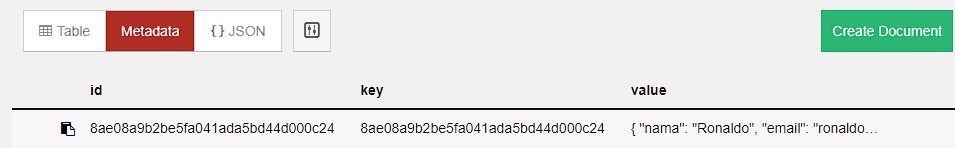 Table Metadata {} JSON Create Document
id key value
8ae08a9b2be5fa041ada5bd44d000c24 8ae08a9b2be5fa041ada5bd44d000c24 { "nama": "Ronaldo", "email": "ronaldo...